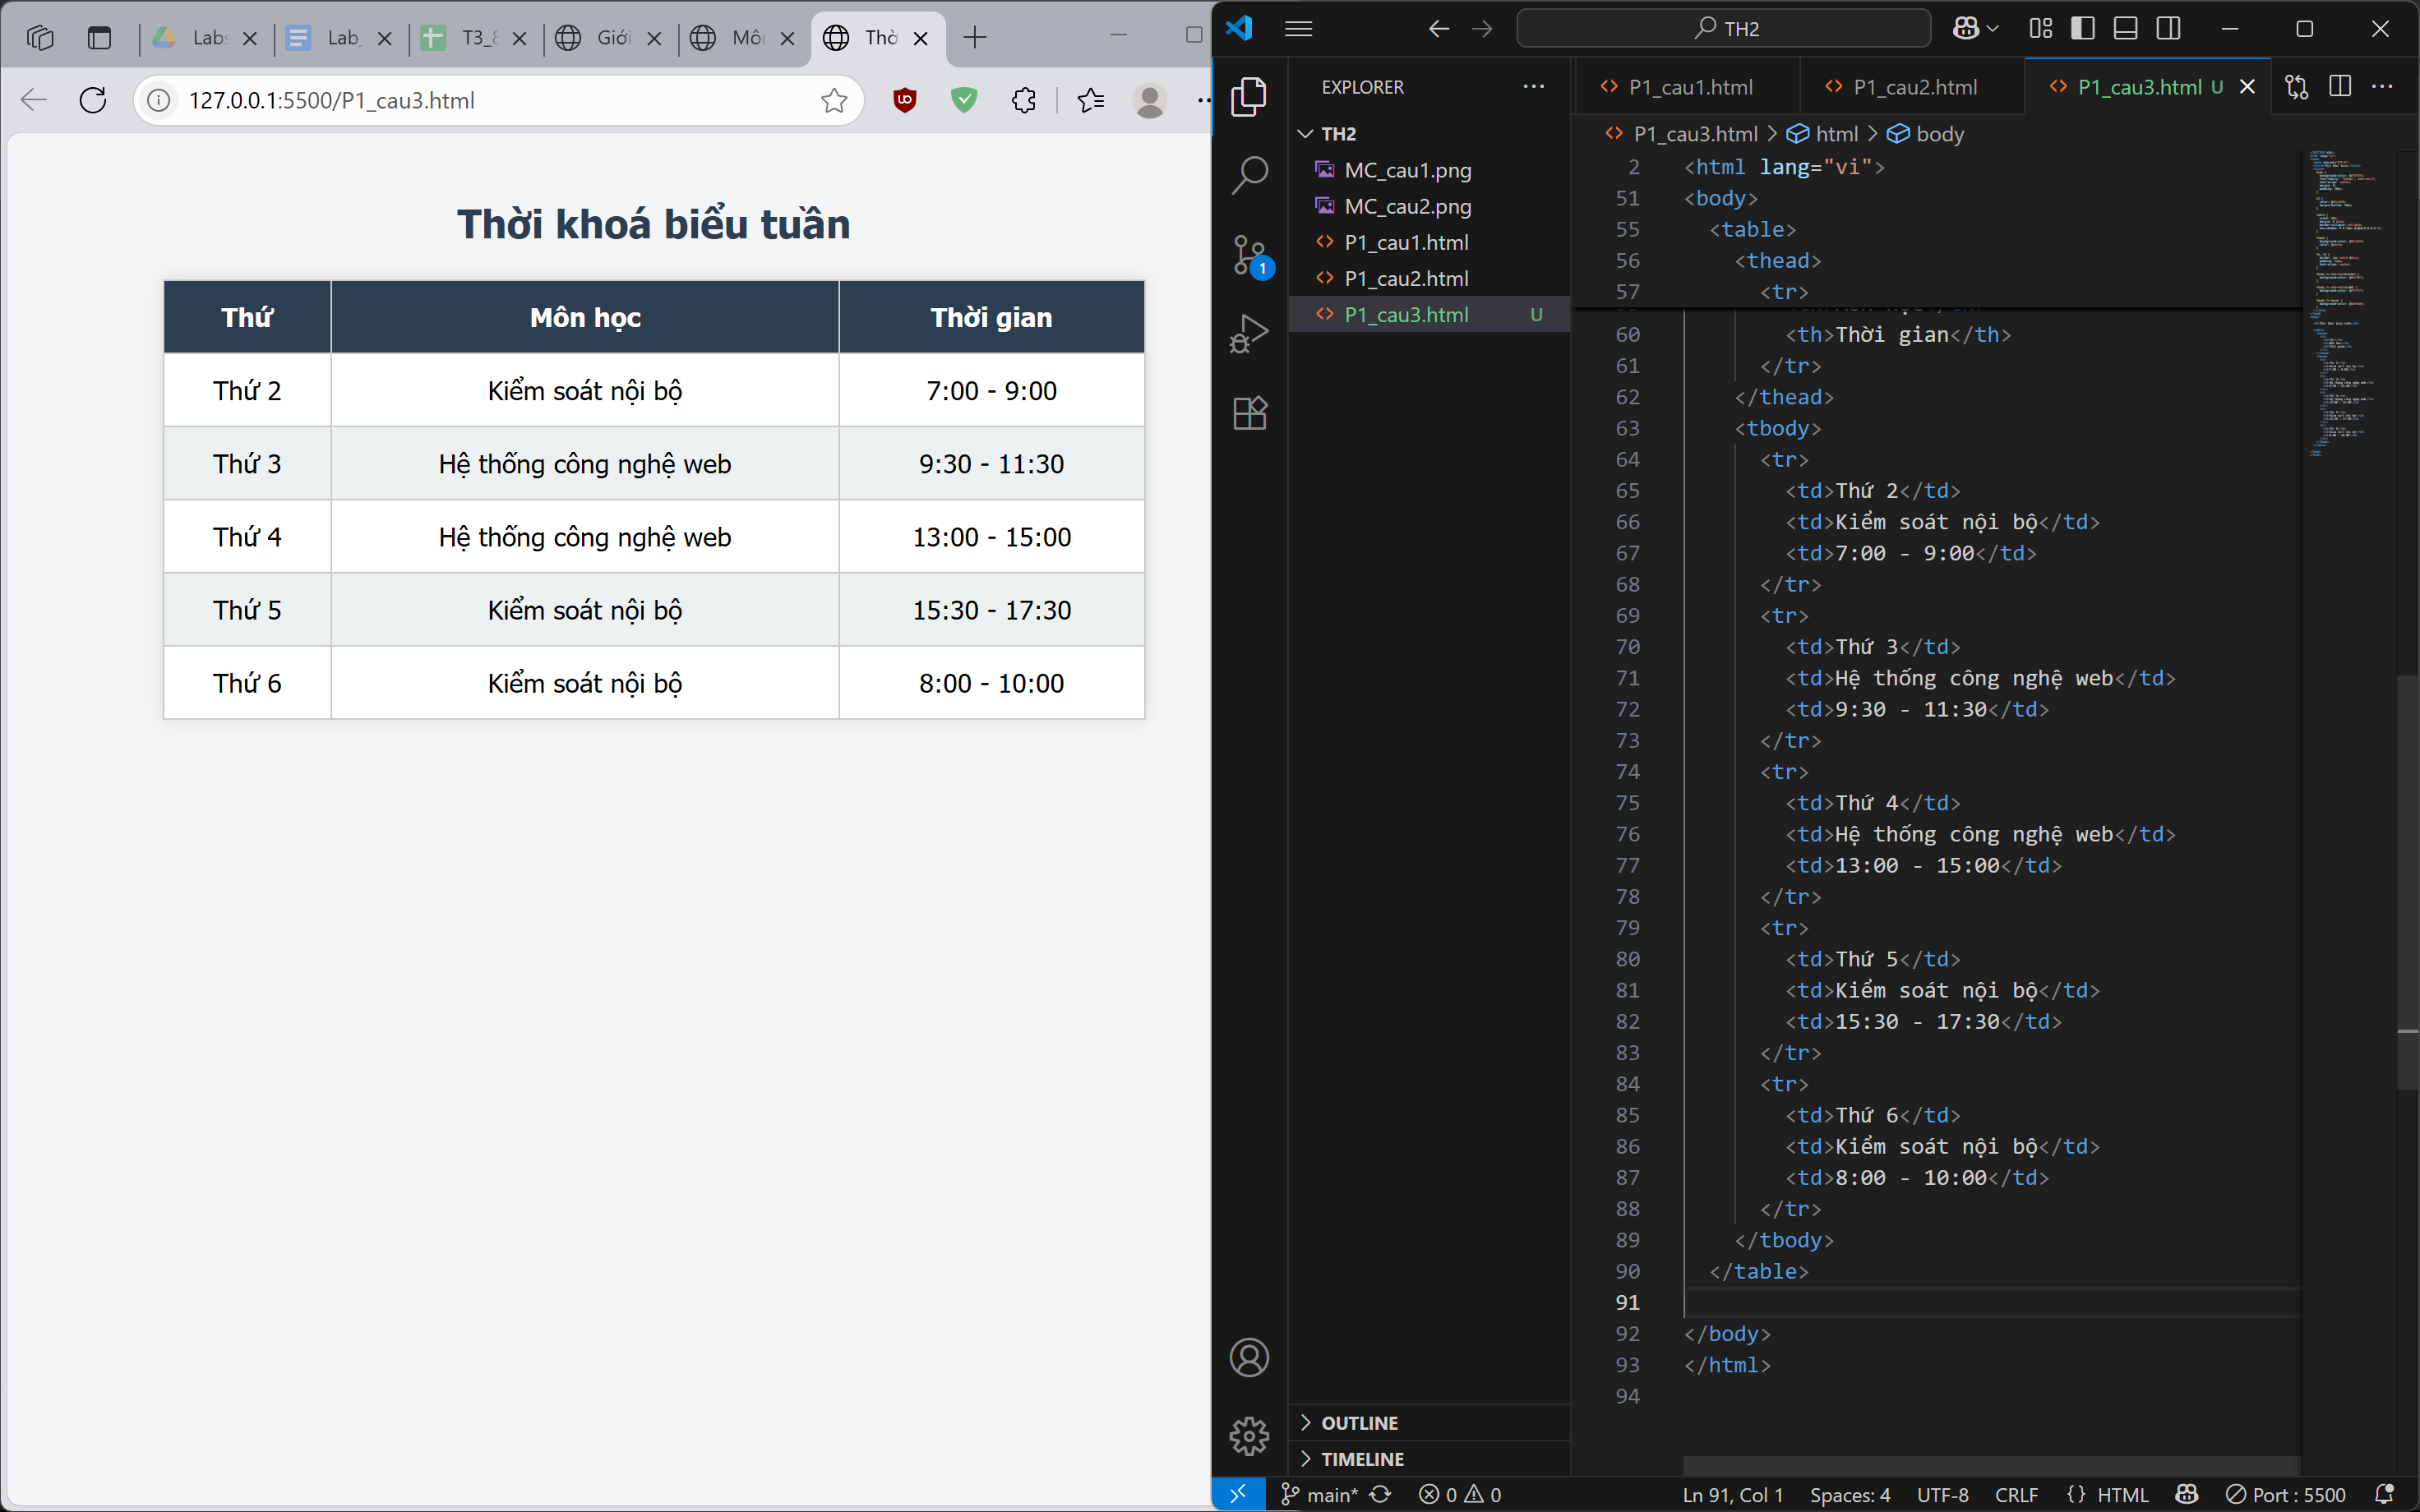 Labs
Lab_
T3_8
Giới
Môn
Thờ
127.0.0.1:5500/P1_cau3.html
Thời khoá biểu tuần
Thứ Môn học Thời gian
Thứ 2 Kiểm soát nội bộ 7:00 - 9:00
Thứ 3 Hệ thống công nghệ web 9:30 - 11:30
Thứ 4 Hệ thống công nghệ web 13:00 - 15:00
Thứ 5 Kiểm soát nội bộ 15:30 - 17:30
Thứ 6 Kiểm soát nội bộ 8:00 - 10:00
TH2
EXPLORER
TH2
MC_cau1.png
MC_cau2.png
P1_cau1.html
P1_cau2.html
P1_cau3.html U
OUTLINE
TIMELINE
P1_cau1.html P1_cau2.html P1_cau3.html U
P1_cau3.html > html > body
2 <html lang="vi">
51 <body>
55 <table>
56 <thead>
57 <tr>
60 <th>Thời gian</th>
61 </tr>
62 </thead>
63 <tbody>
64 <tr>
65 <td>Thứ 2</td>
66 <td>Kiểm soát nội bộ</td>
67 <td>7:00 - 9:00</td>
68 </tr>
69 <tr>
70 <td>Thứ 3</td>
71 <td>Hệ thống công nghệ web</td>
72 <td>9:30 - 11:30</td>
73 </tr>
74 <tr>
75 <td>Thứ 4</td>
76 <td>Hệ thống công nghệ web</td>
77 <td>13:00 - 15:00</td>
78 </tr>
79 <tr>
80 <td>Thứ 5</td>
81 <td>Kiểm soát nội bộ</td>
82 <td>15:30 - 17:30</td>
83 </tr>
84 <tr>
85 <td>Thứ 6</td>
86 <td>Kiểm soát nội bộ</td>
87 <td>8:00 - 10:00</td>
88 </tr>
89 </tbody>
90 </table>
91
92 </body>
93 </html>
94
1
main* 0 0 Ln 91, Col 1 Spaces: 4 UTF-8 CRLF {} HTML Port : 5500